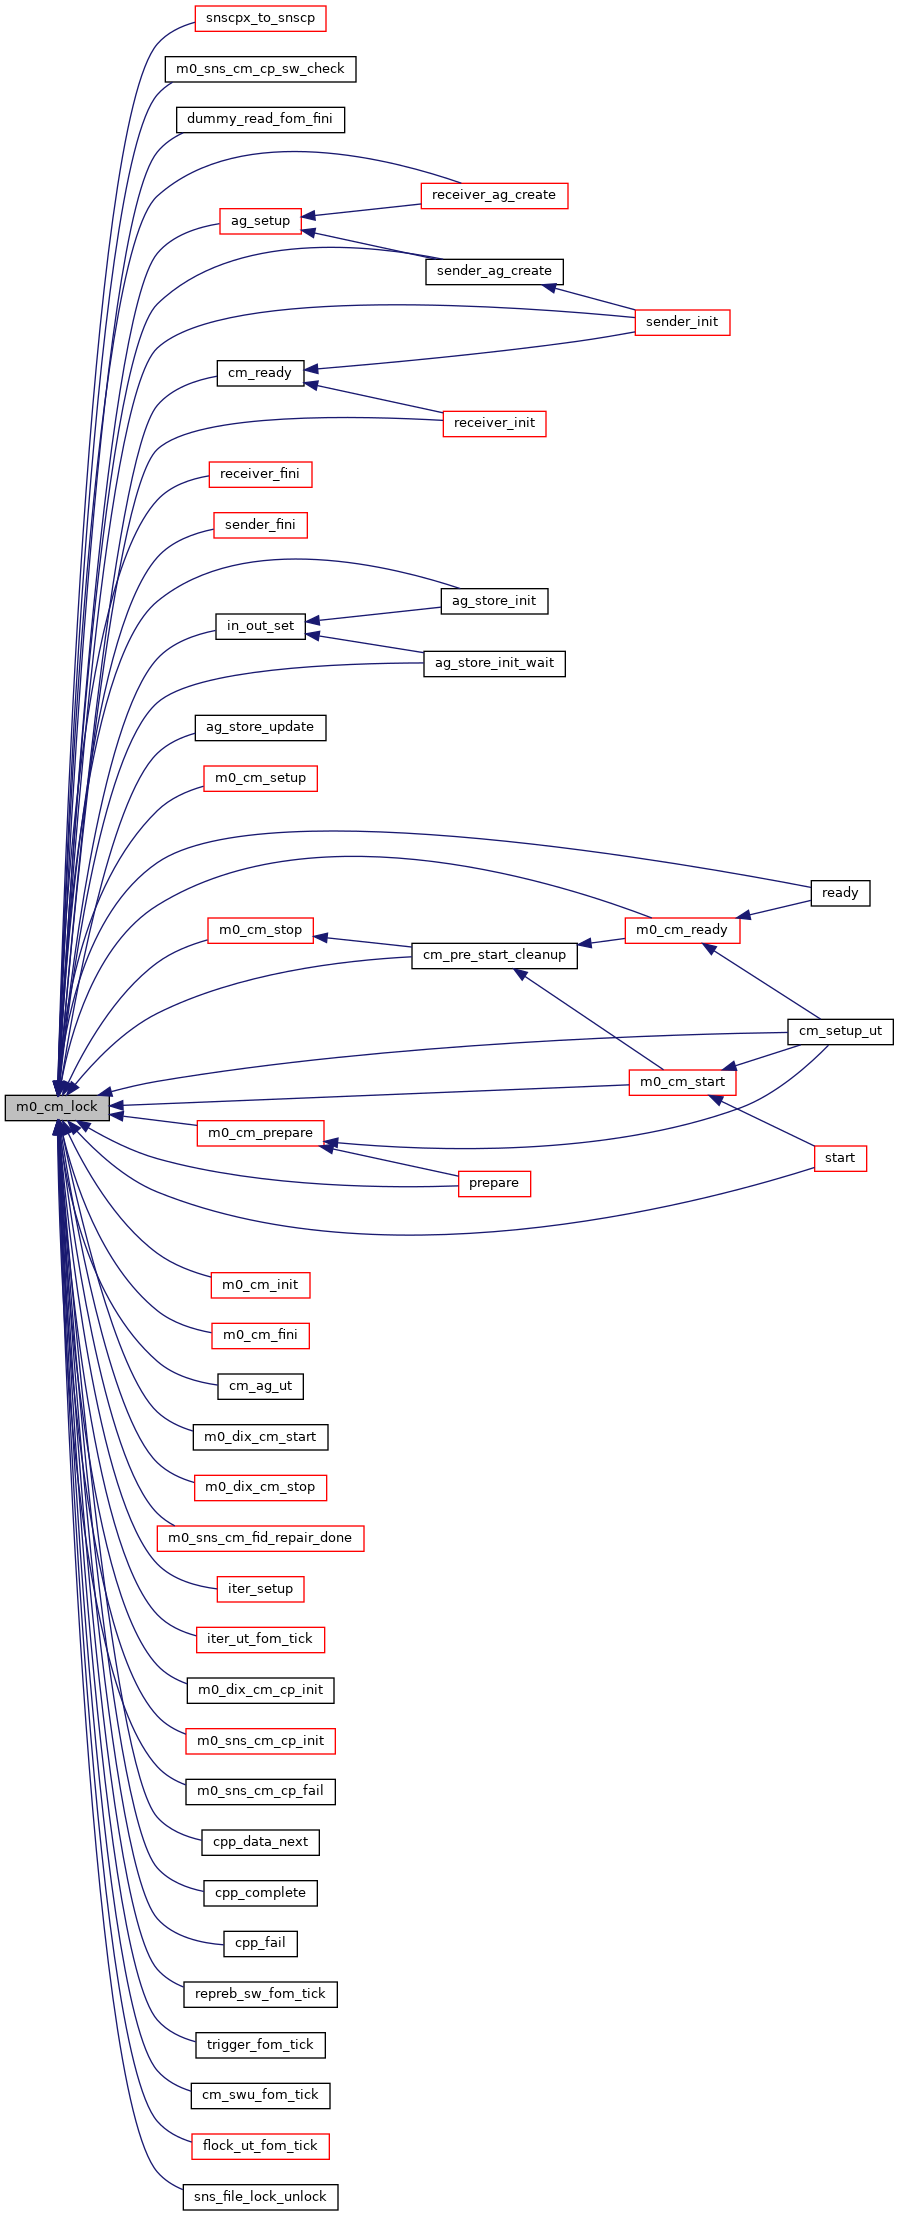 snscpx_to_snscp
m0_sns_cm_cp_sw_check
dummy_read_fom_fini
receiver_ag_create
ag_setup
sender_ag_create
sender_init
cm_ready
receiver_init
receiver_fini
sender_fini
ag_store_init
in_out_set
ag_store_init_wait
ag_store_update
m0_cm_setup
ready
m0_cm_stop
m0_cm_ready
cm_pre_start_cleanup
cm_setup_ut
m0_cm_start
m0_cm_lock
m0_cm_prepare
start
prepare
m0_cm_init
m0_cm_fini
cm_ag_ut
m0_dix_cm_start
m0_dix_cm_stop
m0_sns_cm_fid_repair_done
iter_setup
iter_ut_fom_tick
m0_dix_cm_cp_init
m0_sns_cm_cp_init
m0_sns_cm_cp_fail
cpp_data_next
cpp_complete
cpp_fail
repreb_sw_fom_tick
trigger_fom_tick
cm_swu_fom_tick
flock_ut_fom_tick
sns_file_lock_unlock